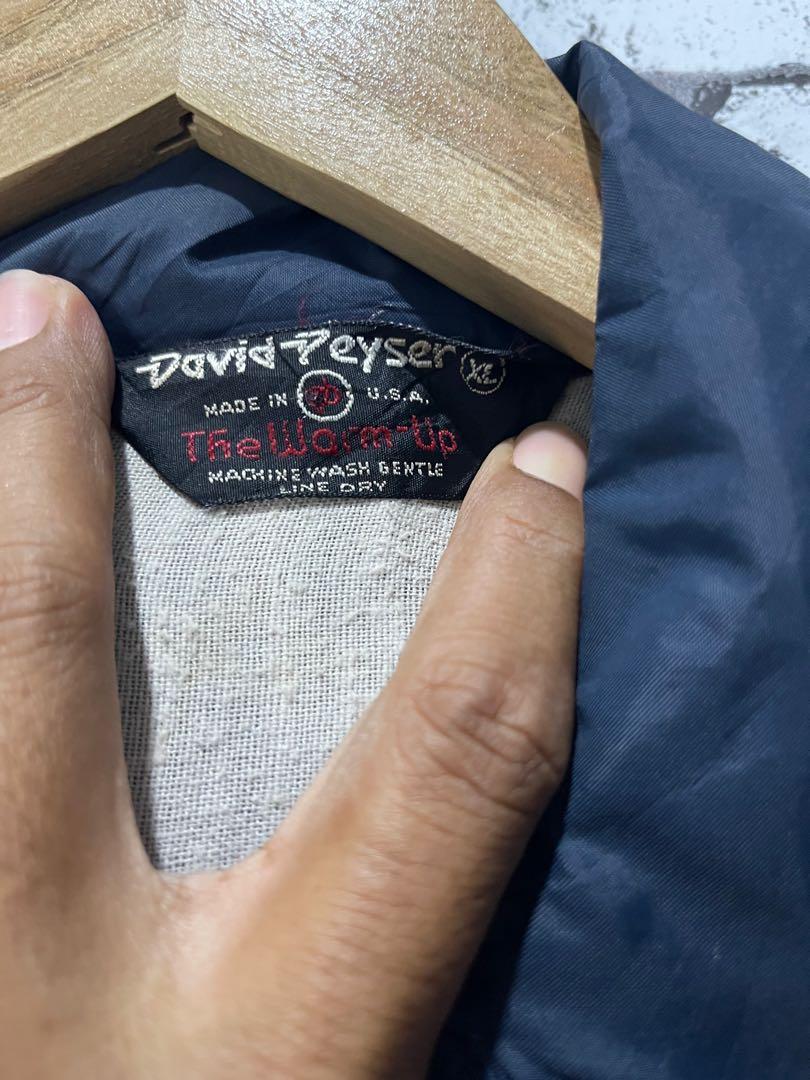 David Peyser XL
MADE IN U.S.A.
The Warm-Up
MACHINE WASH GENTLE
LINE DRY